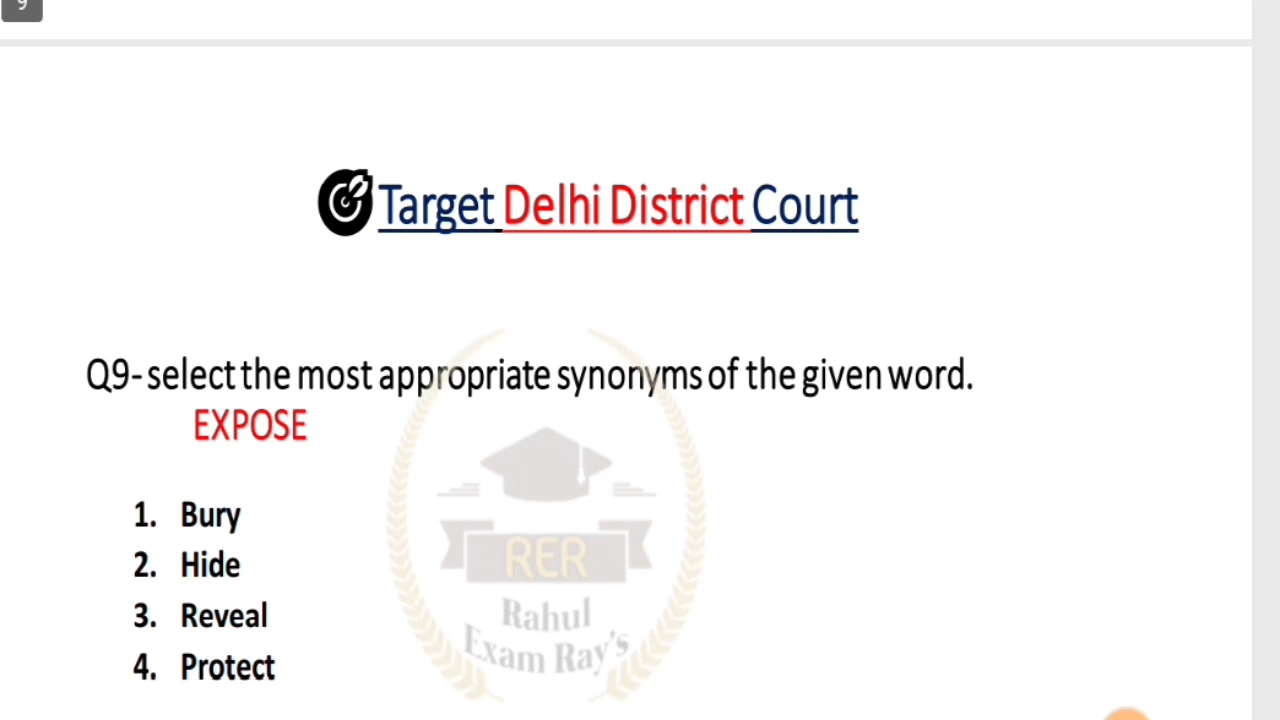 9
Target Delhi District Court
Q9- select the most appropriate synonyms of the given word.
EXPOSE
1. Bury
2. Hide
3. Reveal
4. Protect
RER
Rahul
Exam Ray's